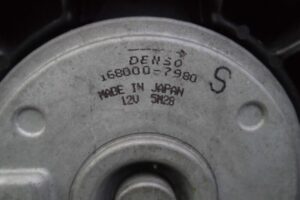 DENSO
168000-7980
S
MADE IN JAPAN
12V 5M28